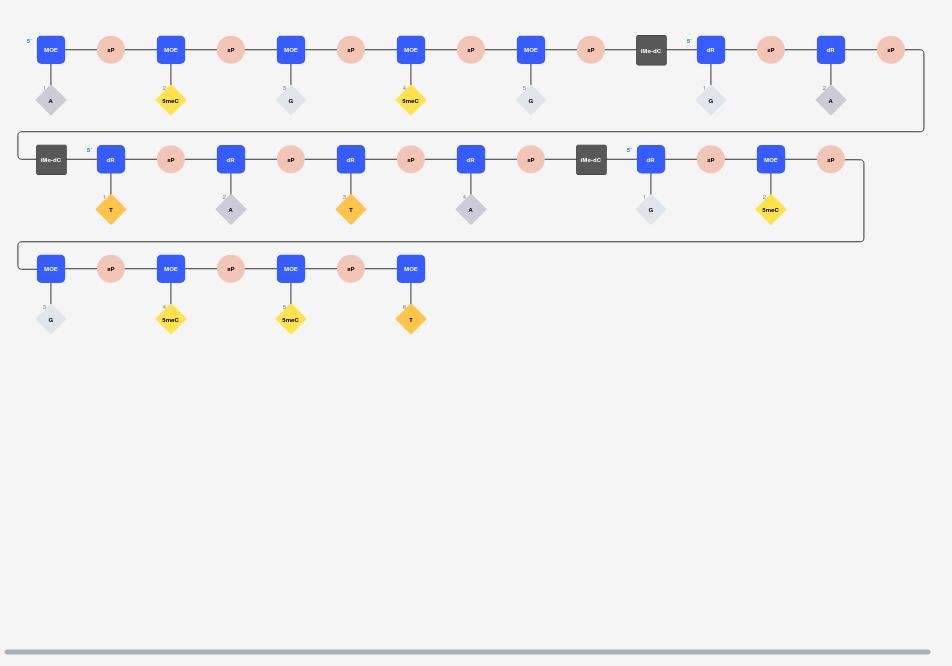 5' MOE sP MOE sP MOE sP MOE sP MOE sP iMe-dC 5' dR sP dR sP
1 A 2 5meC 3 G 4 5meC 5 G 1 G 2 A
iMe-dC 5' dR sP dR sP dR sP dR sP iMe-dC 5' dR sP MOE sP
1 T 2 A 3 T 4 A 1 G 2 5meC
MOE sP MOE sP MOE sP MOE
3 G 4 5meC 5 5meC 6 T